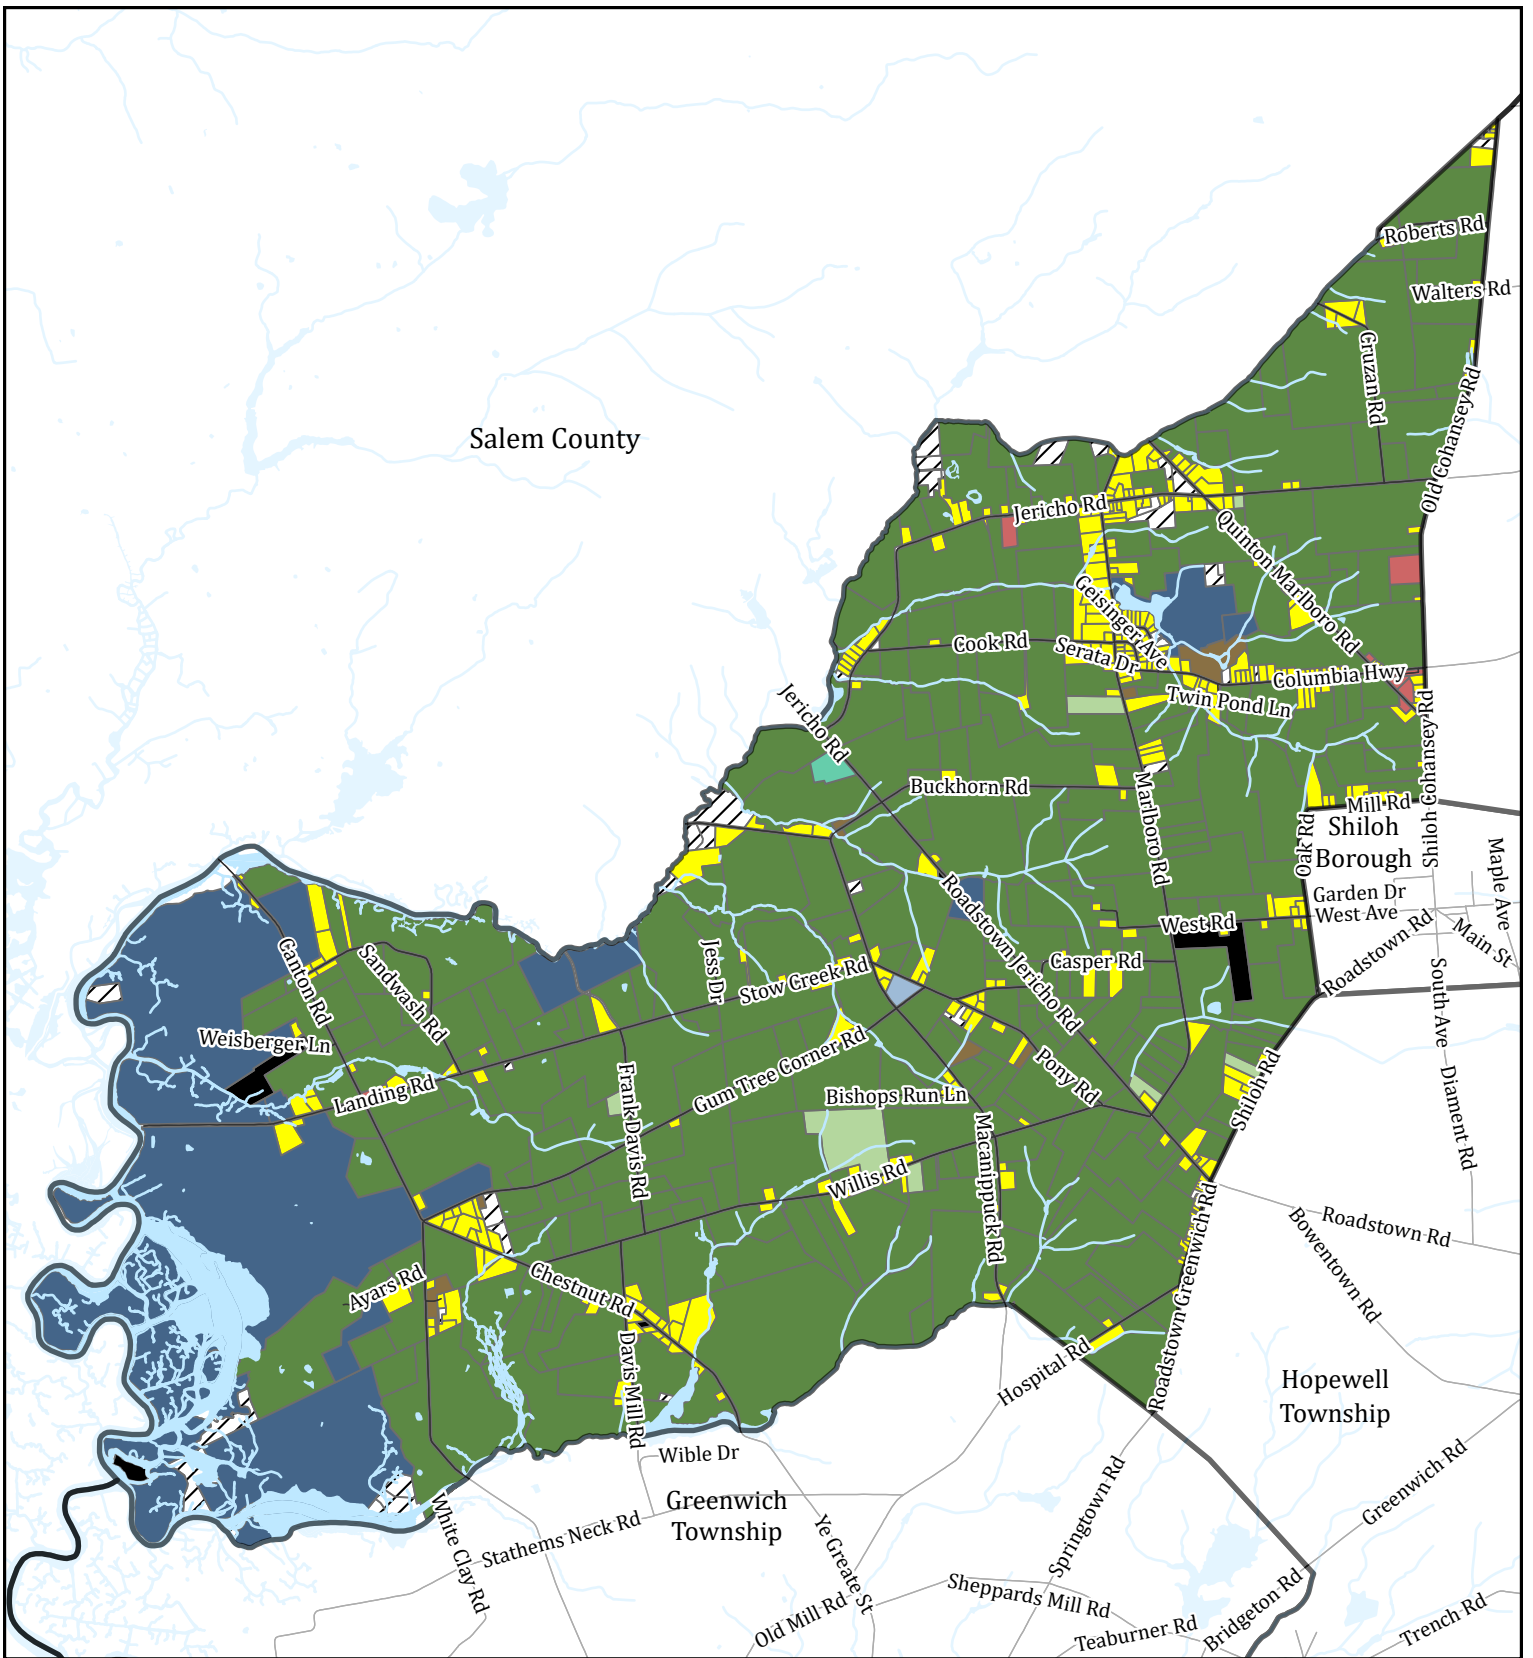 Roberts Rd
Walters Rd
Cruzan Rd
Old Cohansey Rd
Salem County
Jericho Rd
Quinton Marlboro Rd
Geisinger Ave
Cook Rd
Serata Dr
Columbia Hwy
Twin Pond Ln
Jericho Rd
Shiloh Cohansey Rd
Buckhorn Rd
Marlboro Rd
Mill Rd
Oak Rd
Shiloh
Borough
Maple Ave
Garden Dr
West Ave
West Rd
Roadstown Rd
Main St
Roadstown Jericho Rd
Casper Rd
Canton Rd
Sandwash Rd
Jess Dr
Stow Creek Rd
South Ave
Weisberger Ln
Landing Rd
Frank Davis Rd
Gum Tree Corner Rd
Pony Rd
Bishops Run Ln
Shiloh Rd
Diament Rd
Macanippuck Rd
Willis Rd
Roadstown Rd
Bowentown Rd
Ayars Rd
Chestnut Rd
Davis Mill Rd
Roadstown Greenwich Rd
Hospital Rd
Hopewell
Township
Wible Dr
Greenwich
Township
White Clay Rd
Stathems Neck Rd
Ye Greate St
Springtown Rd
Greenwich Rd
Sheppards Mill Rd
Old Mill Rd
Teaburner Rd
Bridgeton Rd
Trench Rd